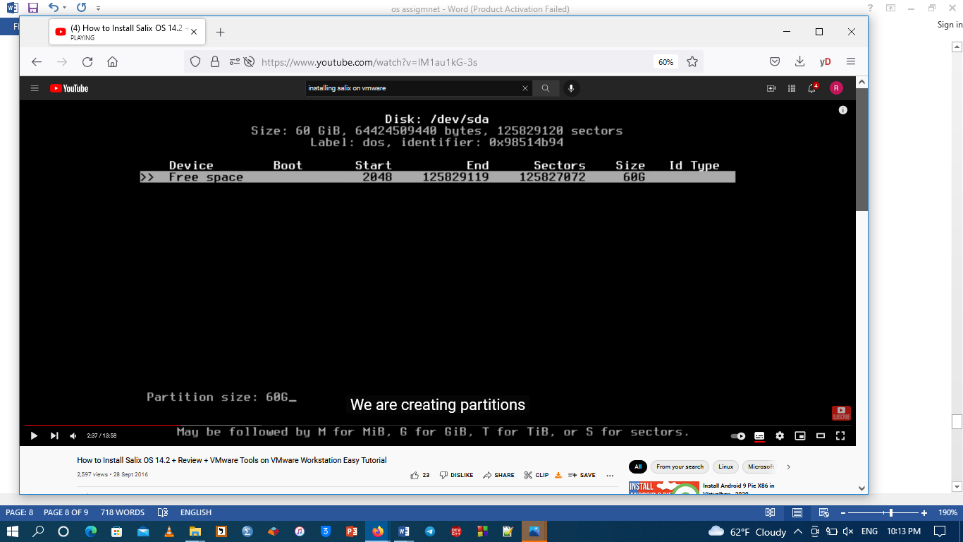 os assigmnet - Word (Product Activation Failed)
Sign in
(4) How to Install Salix OS 14.2 -
PLAYING
https://www.youtube.com/watch?v=IM1au1kG-3s
60%
YouTube
installing salix on vmware
4
R
Disk: /dev/sda
Size: 60 GiB, 64424509440 bytes, 125829120 sectors
Label: dos, identifier: 0x98514b94
Device Boot Start End Sectors Size Id Type
>> Free space 2048 125829119 125827072 60G
Partition size: 60G_
We are creating partitions
May be followed by M for MiB, G for GiB, T for TiB, or S for sectors.
2:37 / 13:58
How to Install Salix OS 14.2 + Review + VMware Tools on VMware Workstation Easy Tutorial
2,597 views • 28 Sept 2016
23 DISLIKE SHARE CLIP SAVE
All From your search Linux Microsof
Install Android 9 Pie X86 in
PAGE: 8 PAGE 8 OF 9 718 WORDS ENGLISH
190%
62°F Cloudy ENG 10:13 PM